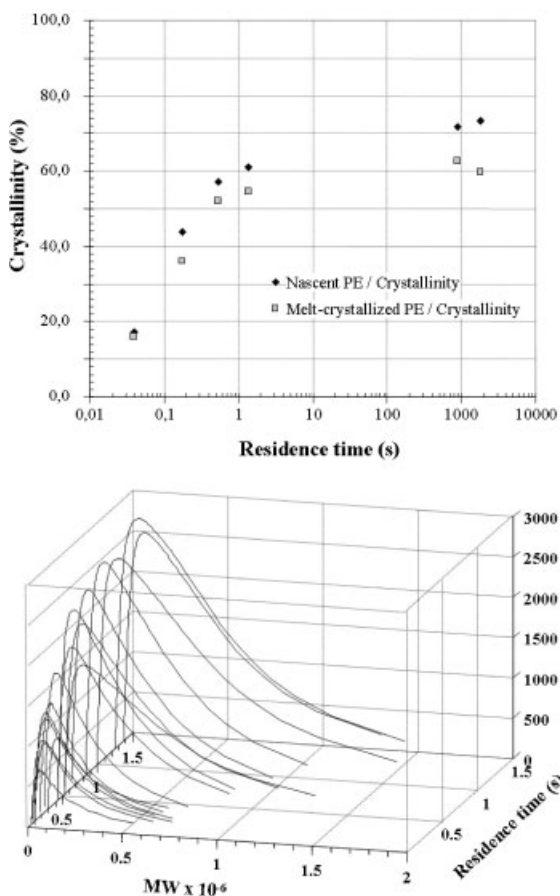 100,0
80,0
60,0
40,0
20,0
0,0
Crystallinity (%)
Nascent PE / Crystallinity
Melt-crystallized PE / Crystallinity
0,01 0,1 1 10 100 1000 10000
Residence time (s)
3000
2500
2000
1500
1000
500
0
1.5
1
0.5
Residence time (s)
1.5
1
0.5
0 0.5 1 1.5 2
MW x 10⁻⁶